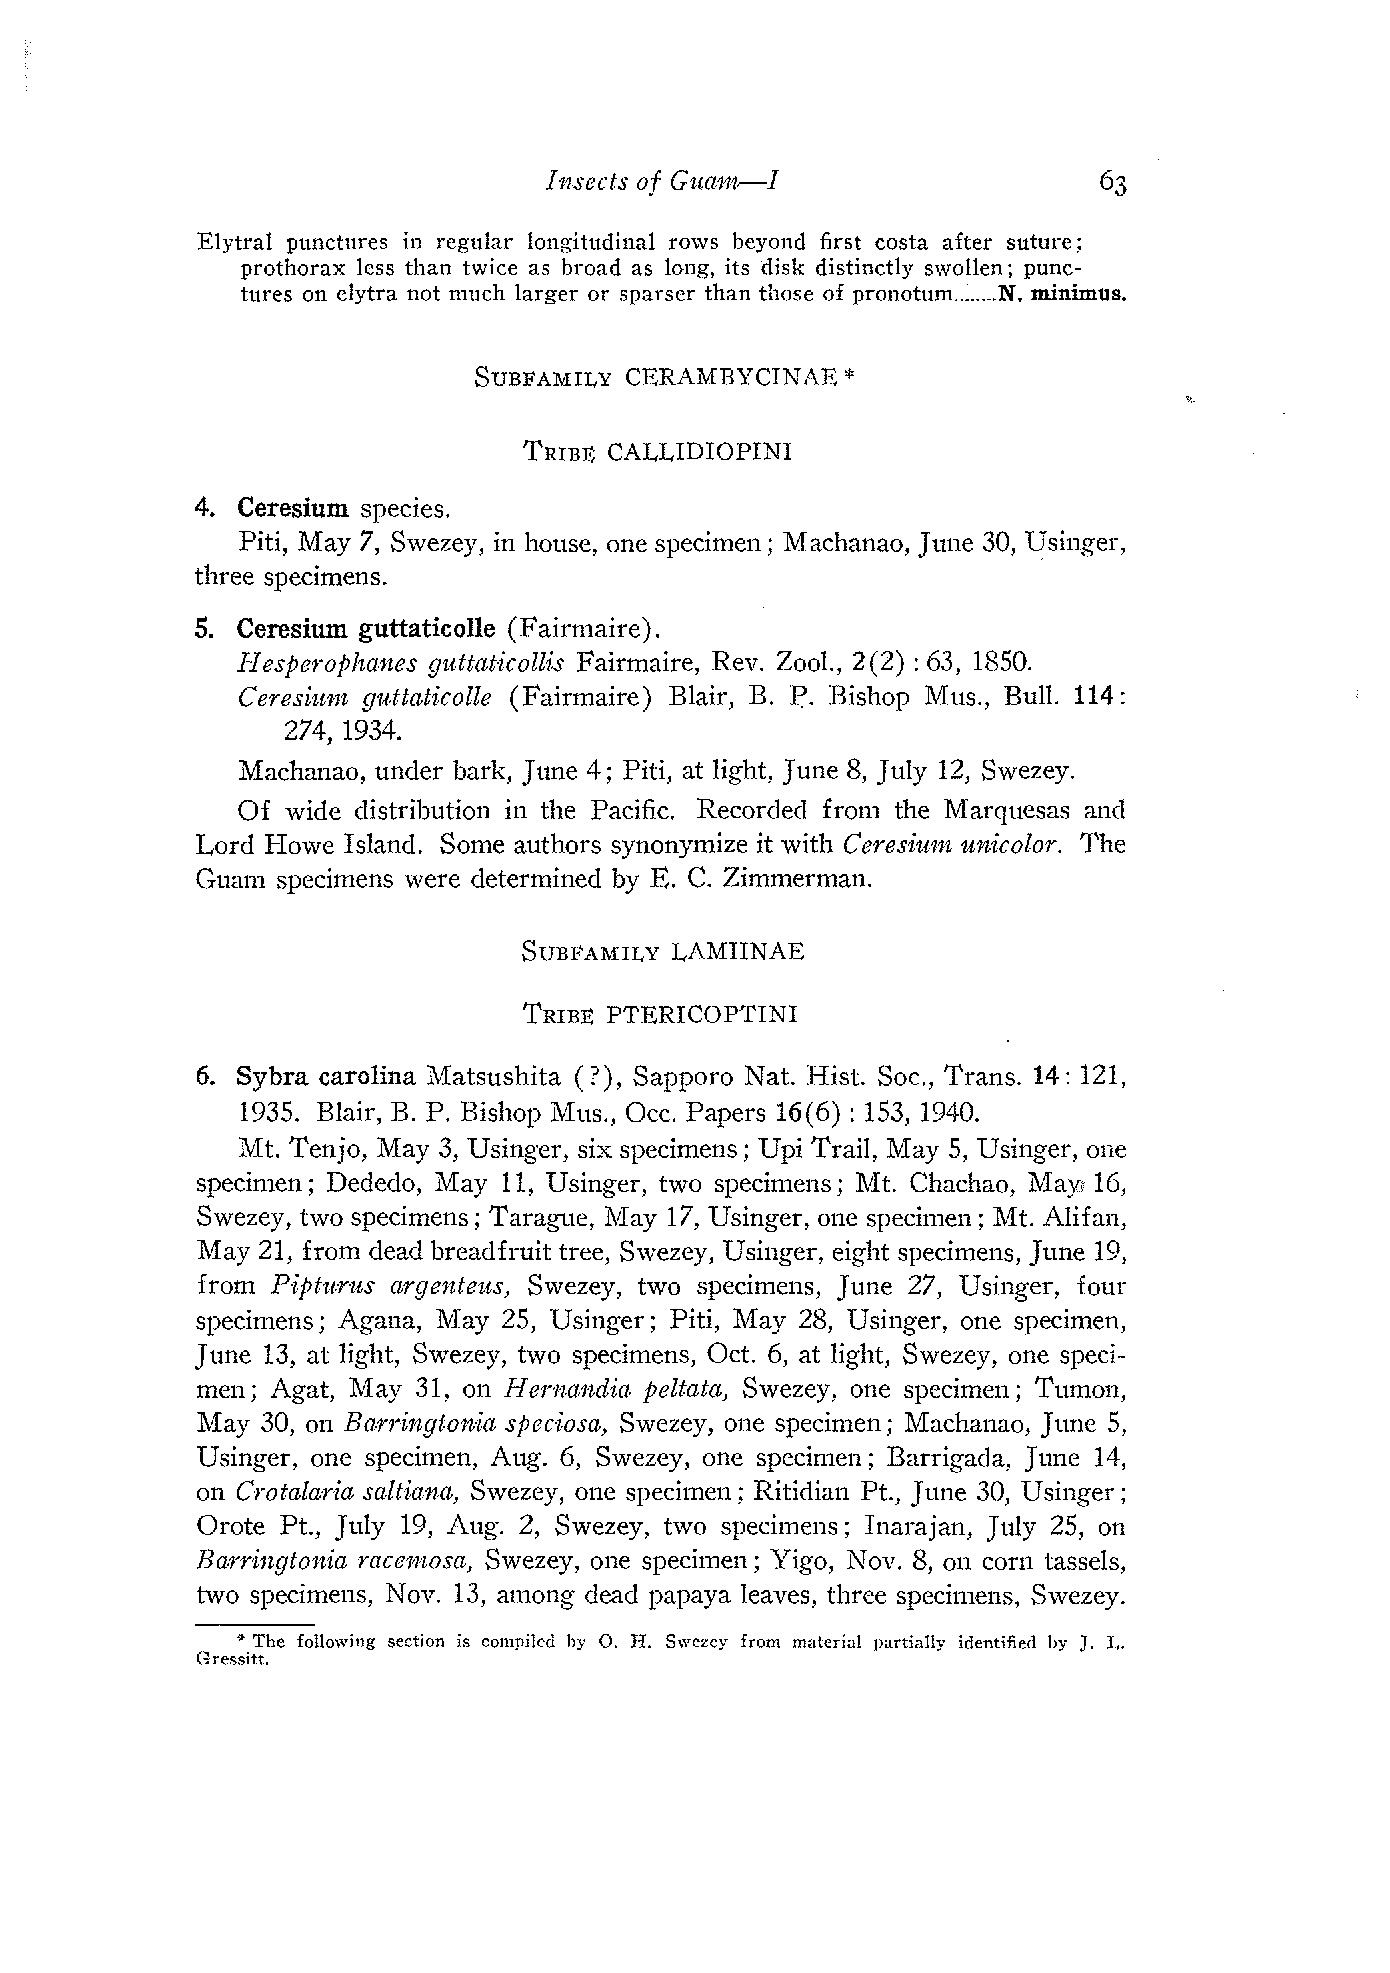 Insects of Guam—I 63
Elytral punctures in regular longitudinal rows beyond first costa after suture;
prothorax less than twice as broad as long, its disk distinctly swollen; punc-
tures on elytra not much larger or sparser than those of pronotum........N. minimus.
SUBFAMILY CERAMBYCINAE *
TRIBE CALLIDIOPINI
4. Ceresium species.
Piti, May 7, Swezey, in house, one specimen; Machanao, June 30, Usinger,
three specimens.
5. Ceresium guttaticolle (Fairmaire).
Hesperophanes guttaticollis Fairmaire, Rev. Zool., 2(2) : 63, 1850.
Ceresium guttaticolle (Fairmaire) Blair, B. P. Bishop Mus., Bull. 114:
274, 1934.
Machanao, under bark, June 4; Piti, at light, June 8, July 12, Swezey.
Of wide distribution in the Pacific. Recorded from the Marquesas and
Lord Howe Island. Some authors synonymize it with Ceresium unicolor. The
Guam specimens were determined by E. C. Zimmerman.
SUBFAMILY LAMIINAE
TRIBE PTERICOPTINI
6. Sybra carolina Matsushita (?), Sapporo Nat. Hist. Soc., Trans. 14: 121,
1935. Blair, B. P. Bishop Mus., Occ. Papers 16(6) : 153, 1940.
Mt. Tenjo, May 3, Usinger, six specimens; Upi Trail, May 5, Usinger, one
specimen; Dededo, May 11, Usinger, two specimens; Mt. Chachao, May 16,
Swezey, two specimens; Tarague, May 17, Usinger, one specimen; Mt. Alifan,
May 21, from dead breadfruit tree, Swezey, Usinger, eight specimens, June 19,
from Pipturus argenteus, Swezey, two specimens, June 27, Usinger, four
specimens; Agana, May 25, Usinger; Piti, May 28, Usinger, one specimen,
June 13, at light, Swezey, two specimens, Oct. 6, at light, Swezey, one speci-
men; Agat, May 31, on Hernandia peltata, Swezey, one specimen; Tumon,
May 30, on Barringtonia speciosa, Swezey, one specimen; Machanao, June 5,
Usinger, one specimen, Aug. 6, Swezey, one specimen; Barrigada, June 14,
on Crotalaria saltiana, Swezey, one specimen; Ritidian Pt., June 30, Usinger;
Orote Pt., July 19, Aug. 2, Swezey, two specimens; Inarajan, July 25, on
Barringtonia racemosa, Swezey, one specimen; Yigo, Nov. 8, on corn tassels,
two specimens, Nov. 13, among dead papaya leaves, three specimens, Swezey.
* The following section is compiled by O. H. Swezey from material partially identified by J. L.
Gressitt.